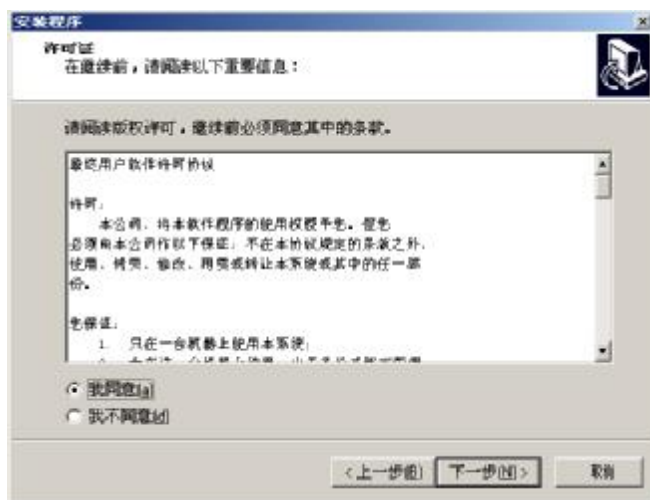 安装程序
许可证
在继续前，请阅读以下重要信息：
请阅读版权许可，继续前必须同意其中的条款。
最终用户软件许可协议
许可：
本公司、将本软件程序的使用权授予您。但您
必须向本公司作以下保证：不在本协议规定的条款之外、
使用、拷贝、修改、租赁或转让本系统或其中的任一部
份。
您保证：
1. 只在一台机器上使用本系统；
我同意[a]
我不同意[d]
<上一步(B)
下一步(N)>
取消